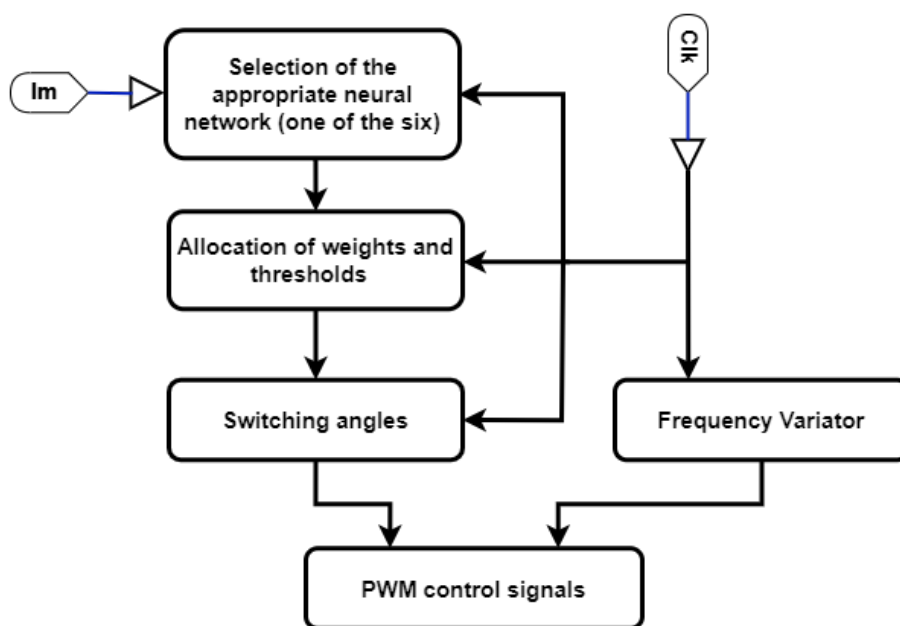 Im
Selection of the
appropriate neural
network (one of the six)
Clk
Allocation of weights and
thresholds
Switching angles
Frequency Variator
PWM control signals